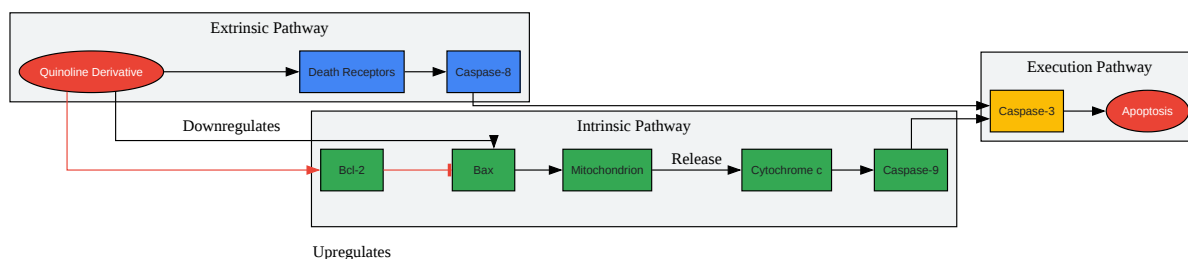 Extrinsic Pathway
Quinoline Derivative
Death Receptors
Caspase-8
Execution Pathway
Caspase-3
Apoptosis
Downregulates
Intrinsic Pathway
Bcl-2
Bax
Mitochondrion
Release
Cytochrome c
Caspase-9
Upregulates